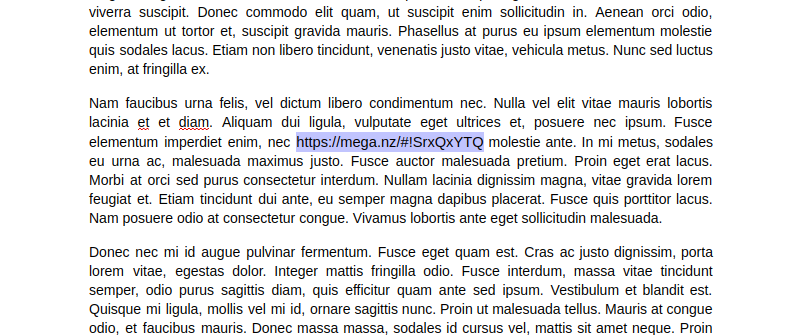 viverra suscipit. Donec commodo elit quam, ut suscipit enim sollicitudin in. Aenean orci odio,
elementum ut tortor et, suscipit gravida mauris. Phasellus at purus eu ipsum elementum molestie
quis sodales lacus. Etiam non libero tincidunt, venenatis justo vitae, vehicula metus. Nunc sed luctus
enim, at fringilla ex.
Nam faucibus urna felis, vel dictum libero condimentum nec. Nulla vel elit vitae mauris lobortis
lacinia et et diam. Aliquam dui ligula, vulputate eget ultrices et, posuere nec ipsum. Fusce
elementum imperdiet enim, nec https://mega.nz/#!SrxQxYTQ molestie ante. In mi metus, sodales
eu urna ac, malesuada maximus justo. Fusce auctor malesuada pretium. Proin eget erat lacus.
Morbi at orci sed purus consectetur interdum. Nullam lacinia dignissim magna, vitae gravida lorem
feugiat et. Etiam tincidunt dui ante, eu semper magna dapibus placerat. Fusce quis porttitor lacus.
Nam posuere odio at consectetur congue. Vivamus lobortis ante eget sollicitudin malesuada.
Donec nec mi id augue pulvinar fermentum. Fusce eget quam est. Cras ac justo dignissim, porta
lorem vitae, egestas dolor. Integer mattis fringilla odio. Fusce interdum, massa vitae tincidunt
semper, odio purus sagittis diam, quis efficitur quam ante sed ipsum. Vestibulum et blandit est.
Quisque mi ligula, mollis vel mi id, ornare sagittis nunc. Proin ut malesuada tellus. Mauris at congue
odio, et faucibus mauris. Donec massa massa, sodales id cursus vel, mattis sit amet neque. Proin